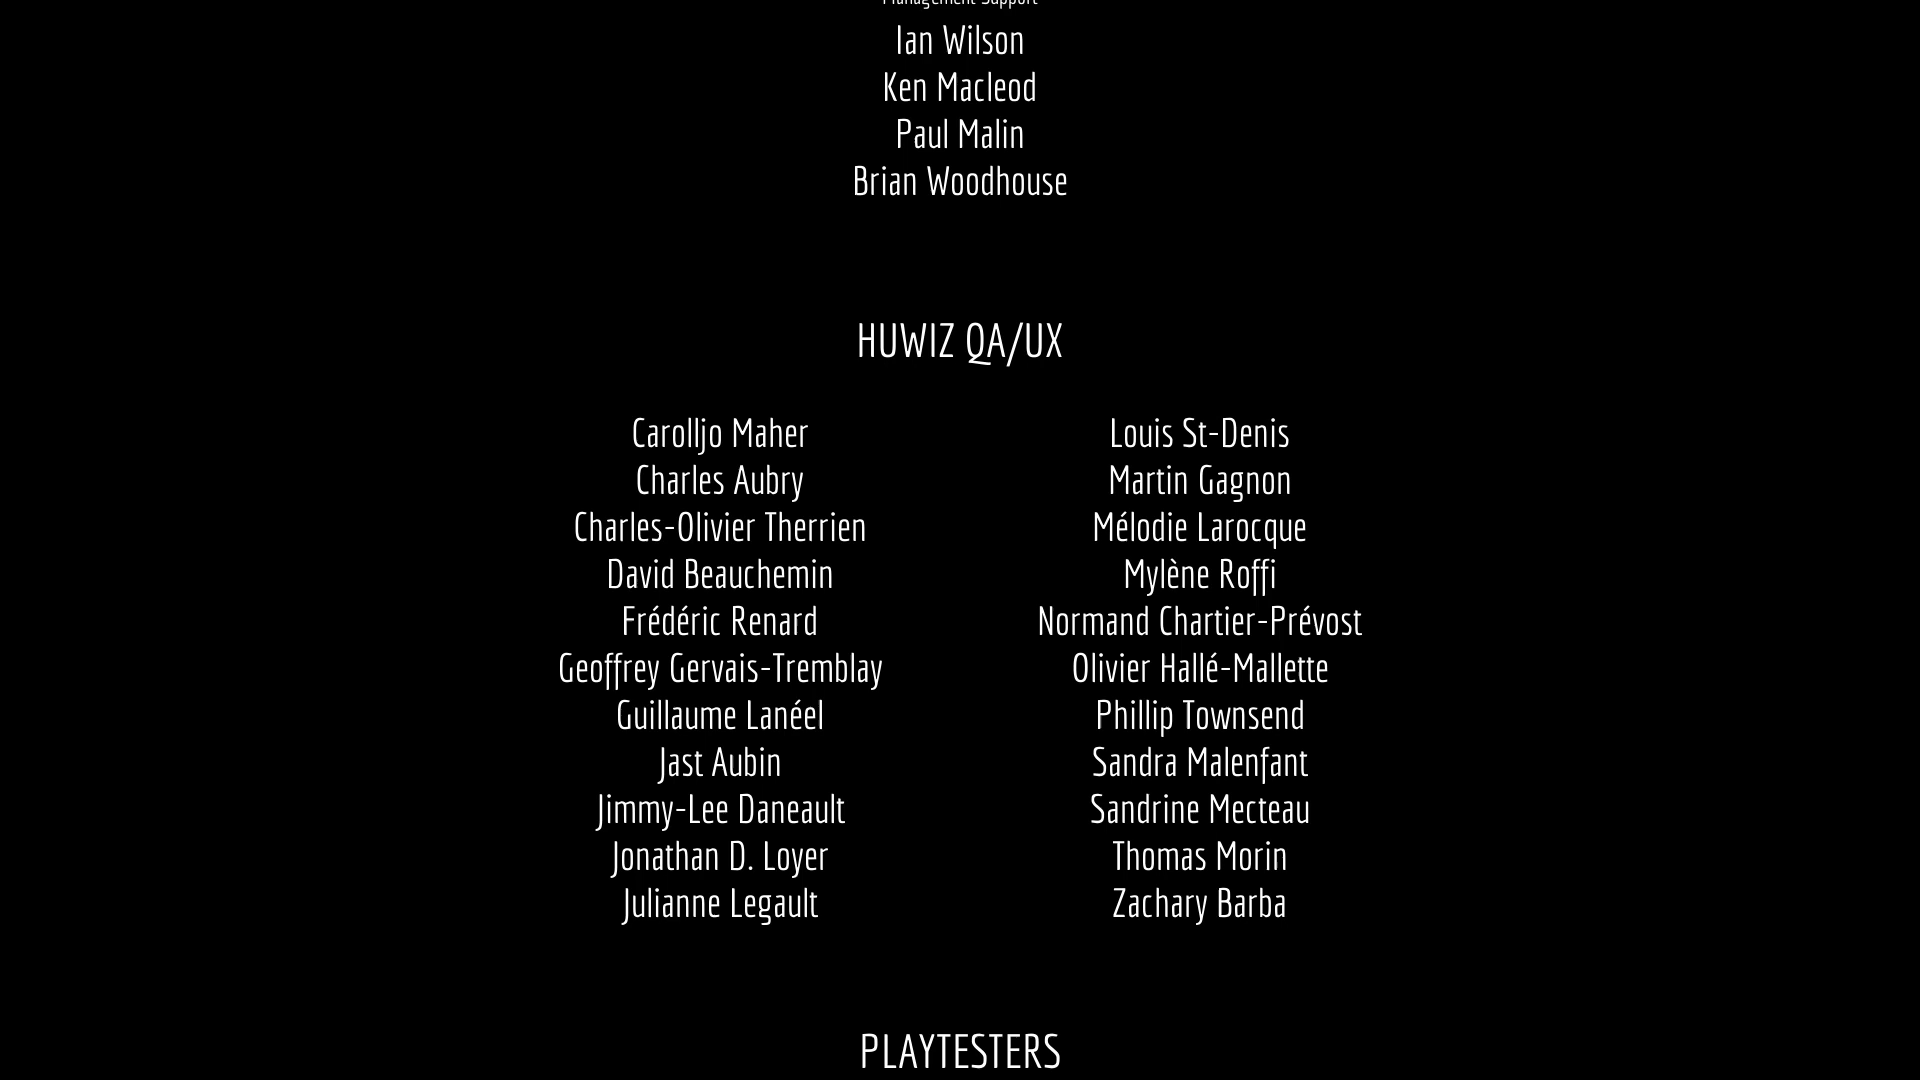 Management Support
Ian Wilson
Ken Macleod
Paul Malin
Brian Woodhouse
HUWIZ QA/UX
Carolljo Maher
Charles Aubry
Charles-Olivier Therrien
David Beauchemin
Frédéric Renard
Geoffrey Gervais-Tremblay
Guillaume Lanéel
Jast Aubin
Jimmy-Lee Daneault
Jonathan D. Loyer
Julianne Legault
Louis St-Denis
Martin Gagnon
Mélodie Larocque
Mylène Roffi
Normand Chartier-Prévost
Olivier Hallé-Mallette
Phillip Townsend
Sandra Malenfant
Sandrine Mecteau
Thomas Morin
Zachary Barba
PLAYTESTERS